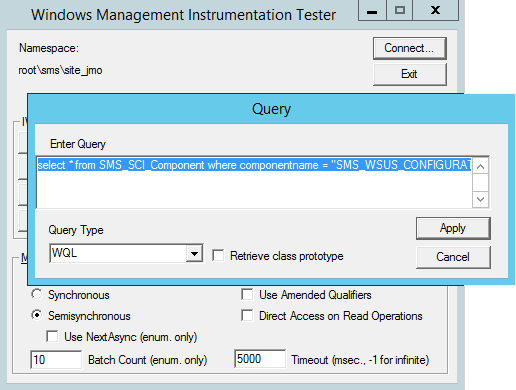 Windows Management Instrumentation Tester
Namespace:
Connect...
root\sms\site_jmo
Exit
Query
Enter Query
select * from SMS_SCI_Component where componentname = "SMS_WSUS_CONFIGURAT
Apply
Query Type
WQL
Retrieve class prototype
Cancel
Synchronous
Use Amended Qualifiers
Semisynchronous
Direct Access on Read Operations
Use NextAsync (enum. only)
10
Batch Count (enum. only)
5000
Timeout (msec., -1 for infinite)